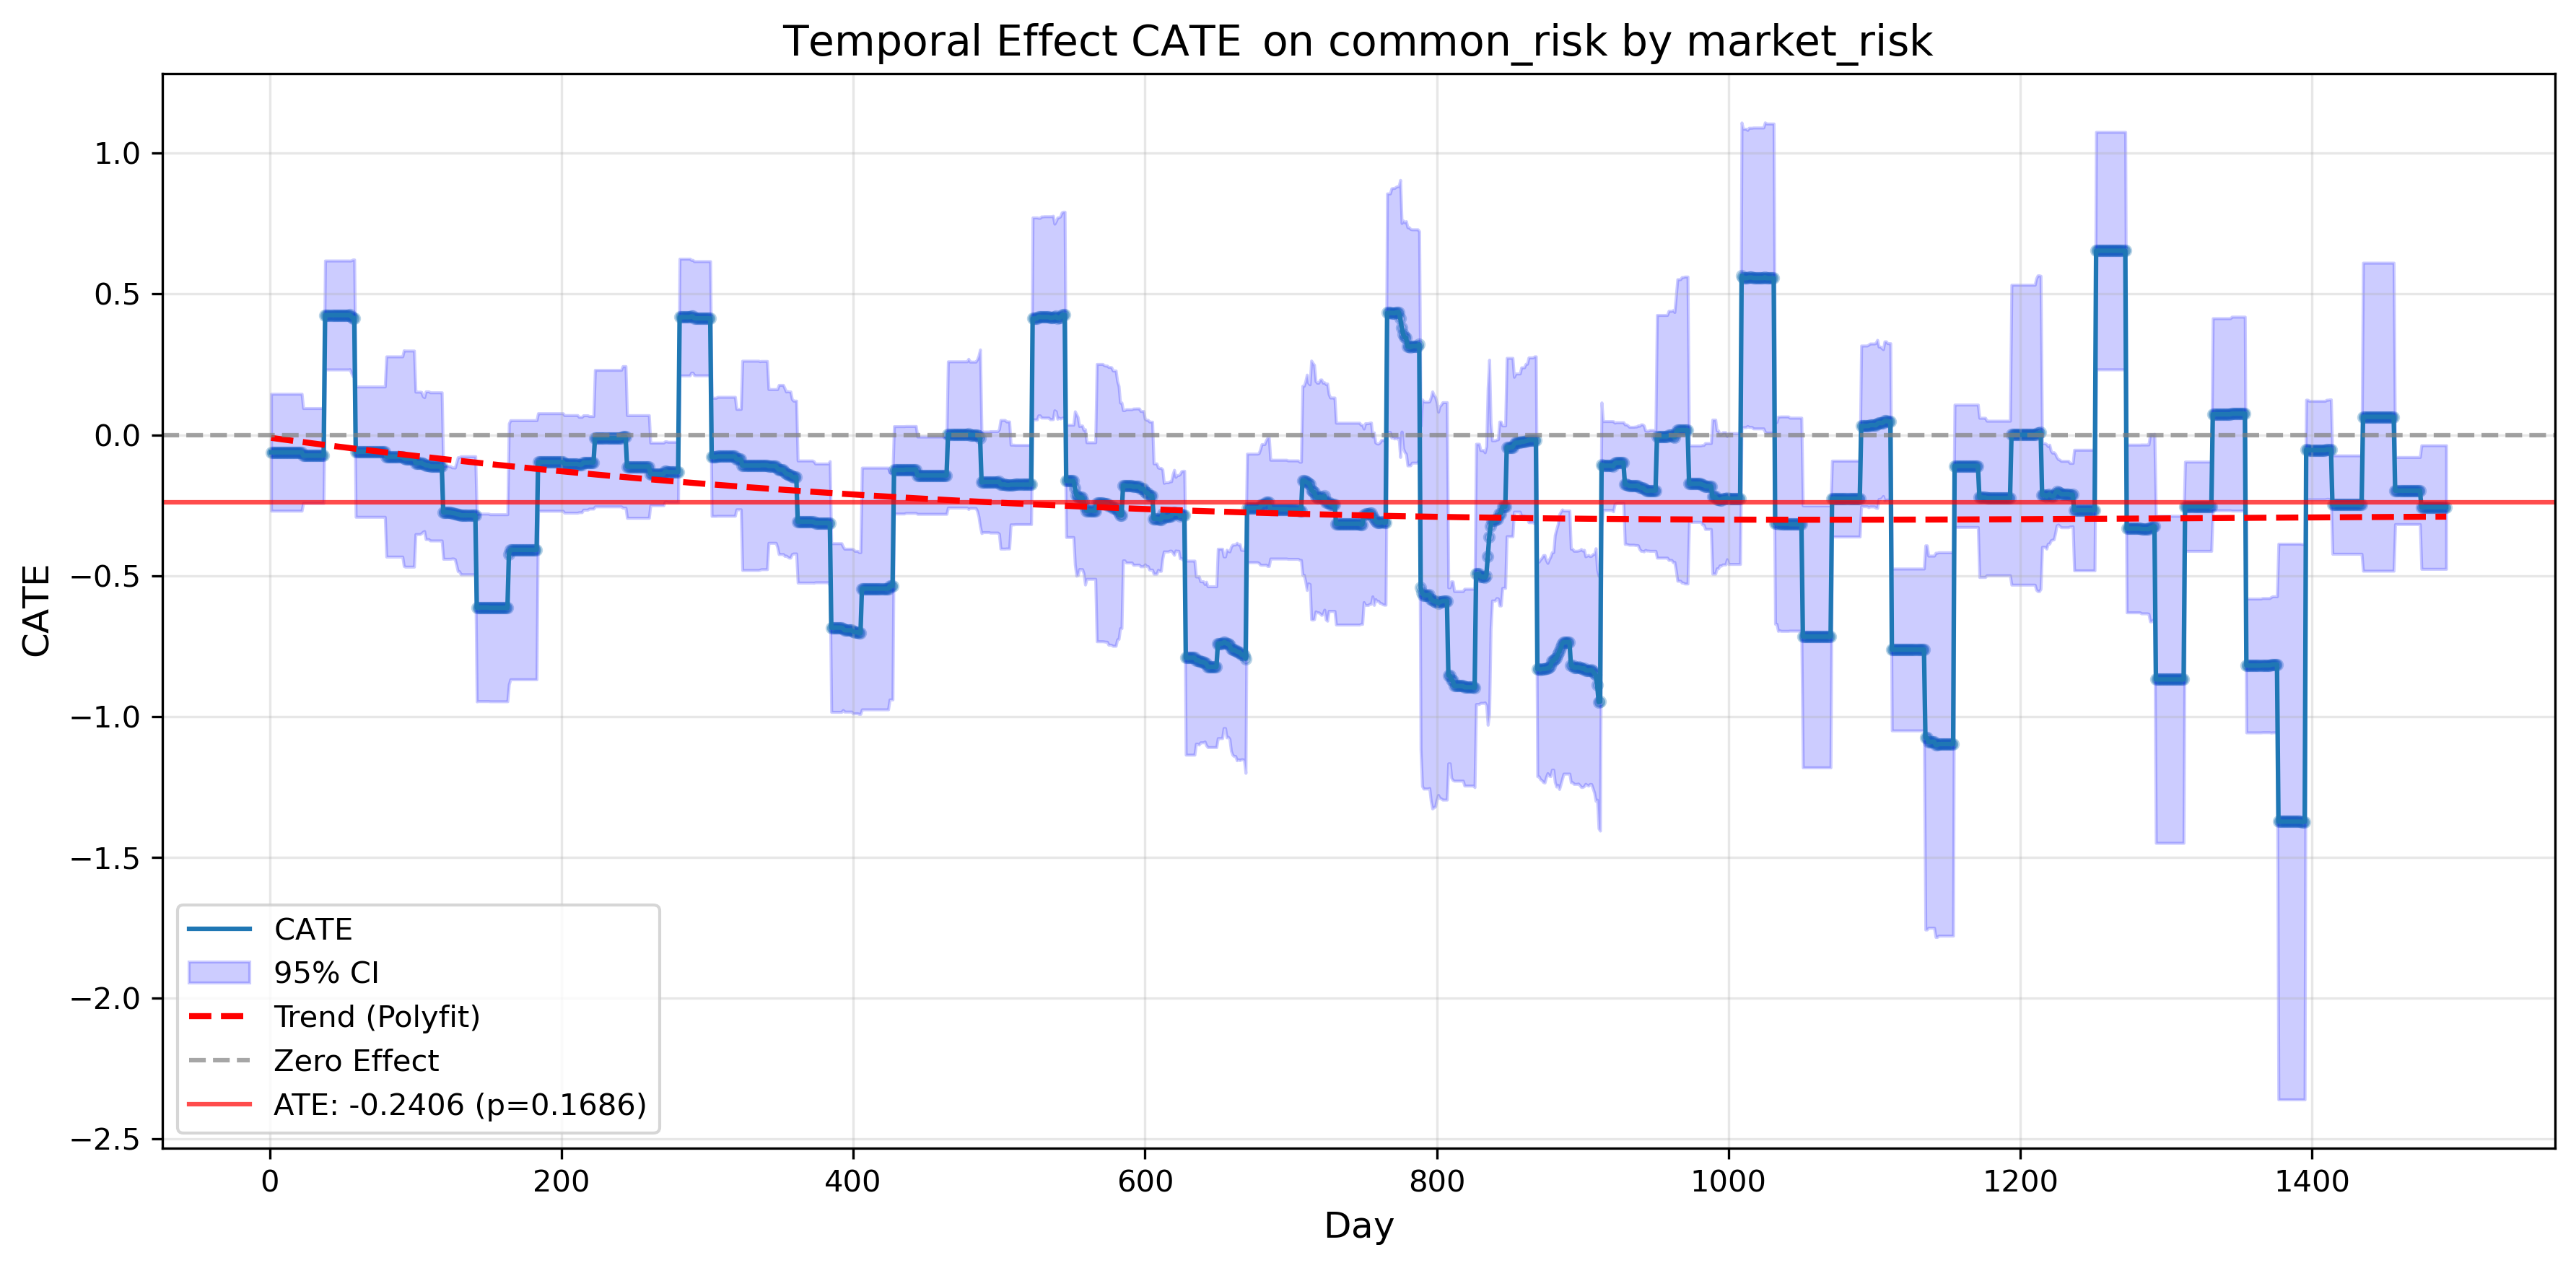 Temporal Effect CATE on common_risk by market_risk
CATE
1.0
0.5
0.0
−0.5
−1.0
−1.5
−2.0
−2.5
CATE
95% CI
Trend (Polyfit)
Zero Effect
ATE: -0.2406 (p=0.1686)
0 200 400 600 800 1000 1200 1400
Day